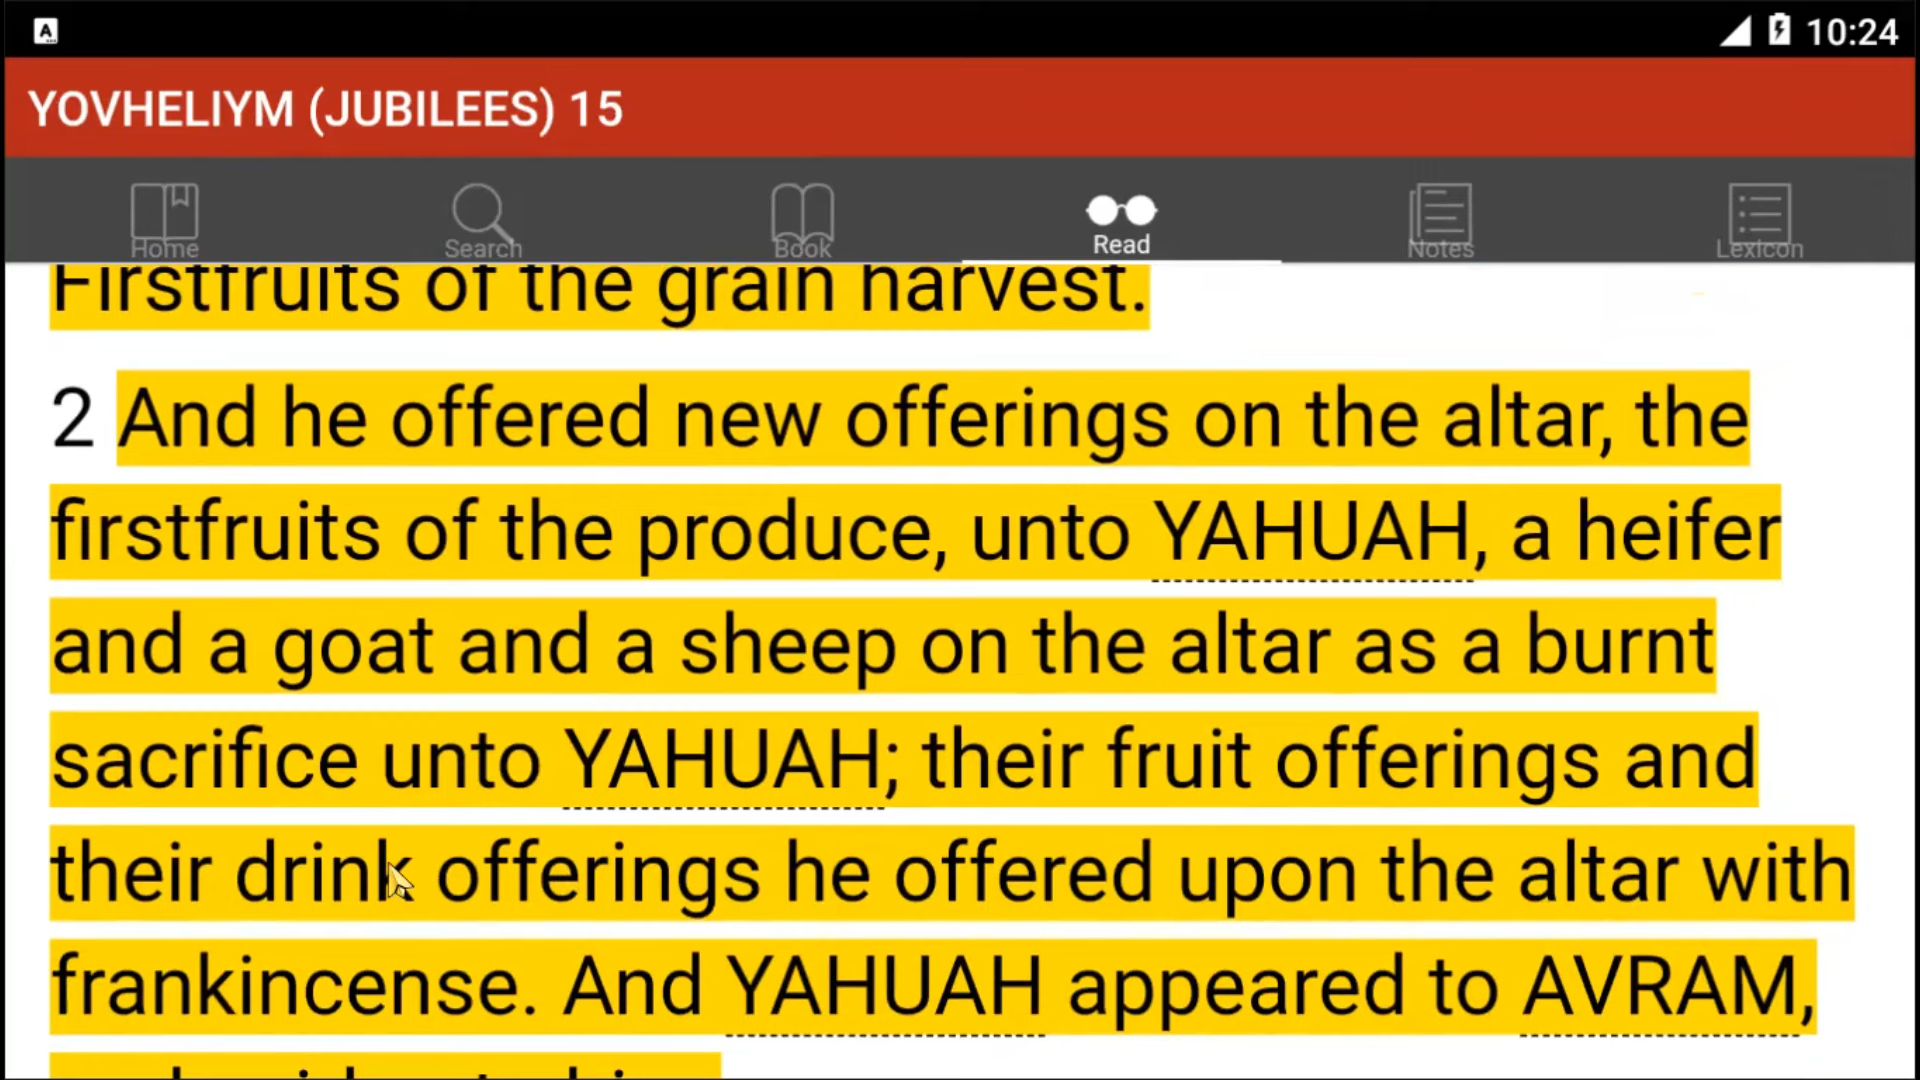 A
10:24
YOVHELIYM (JUBILEES) 15
Home
Search
Book
Read
Notes
Lexicon
Firstfruits of the grain harvest.
2 And he offered new offerings on the altar, the
firstfruits of the produce, unto YAHUAH, a heifer
and a goat and a sheep on the altar as a burnt
sacrifice unto YAHUAH; their fruit offerings and
their drink offerings he offered upon the altar with
frankincense. And YAHUAH appeared to AVRAM,